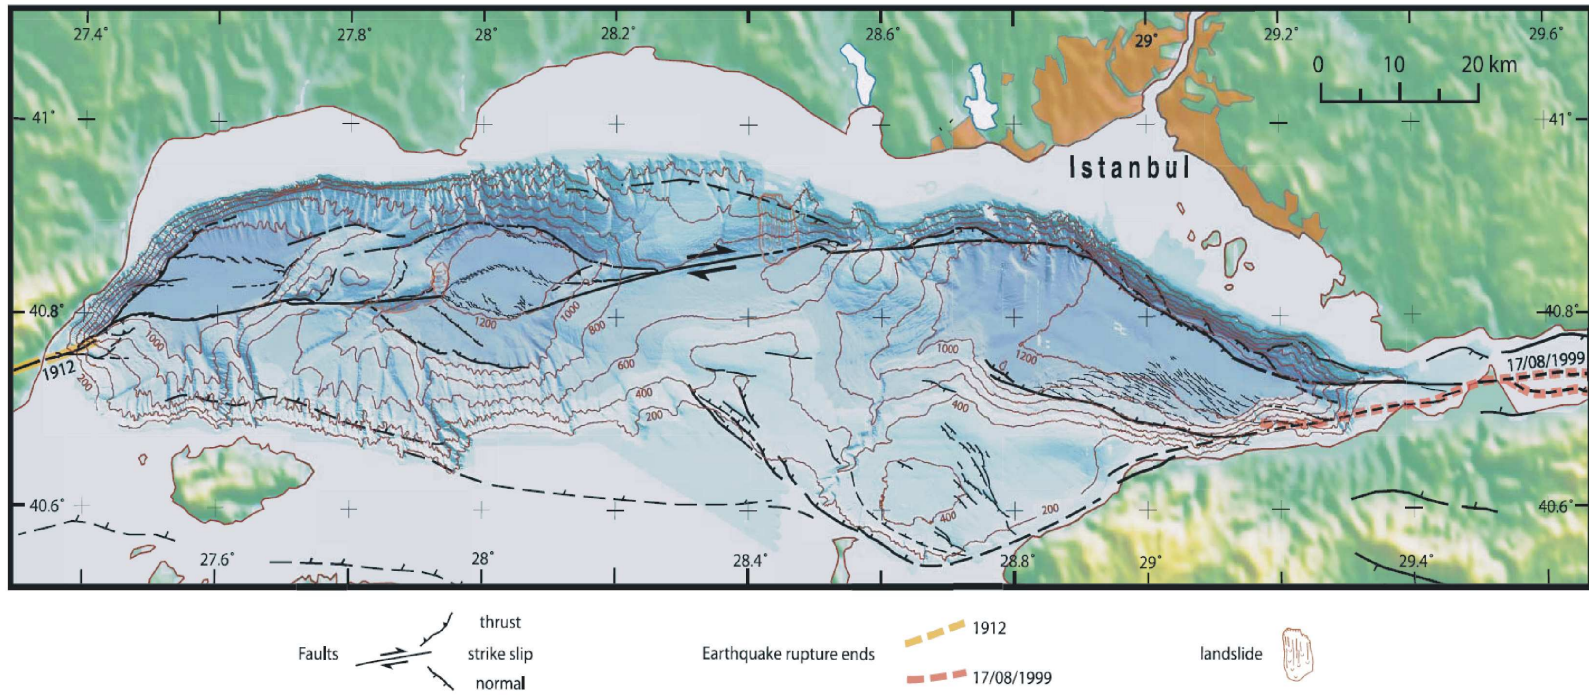 27.4° 27.8° 28° 28.2° 28.6° 29° 29.2° 29.6°
0 10 20 km
41° 41°
Istanbul
40.8° 40.8°
1000 1200 1000 800
17/08/1999
1912
600 1000 1200
200 400 400
200
40.6° 400 200 40.6°
27.6° 28° 28.4° 28.8° 29° 29.4°
thrust
Faults strike slip
normal
Earthquake rupture ends
1912
17/08/1999
landslide